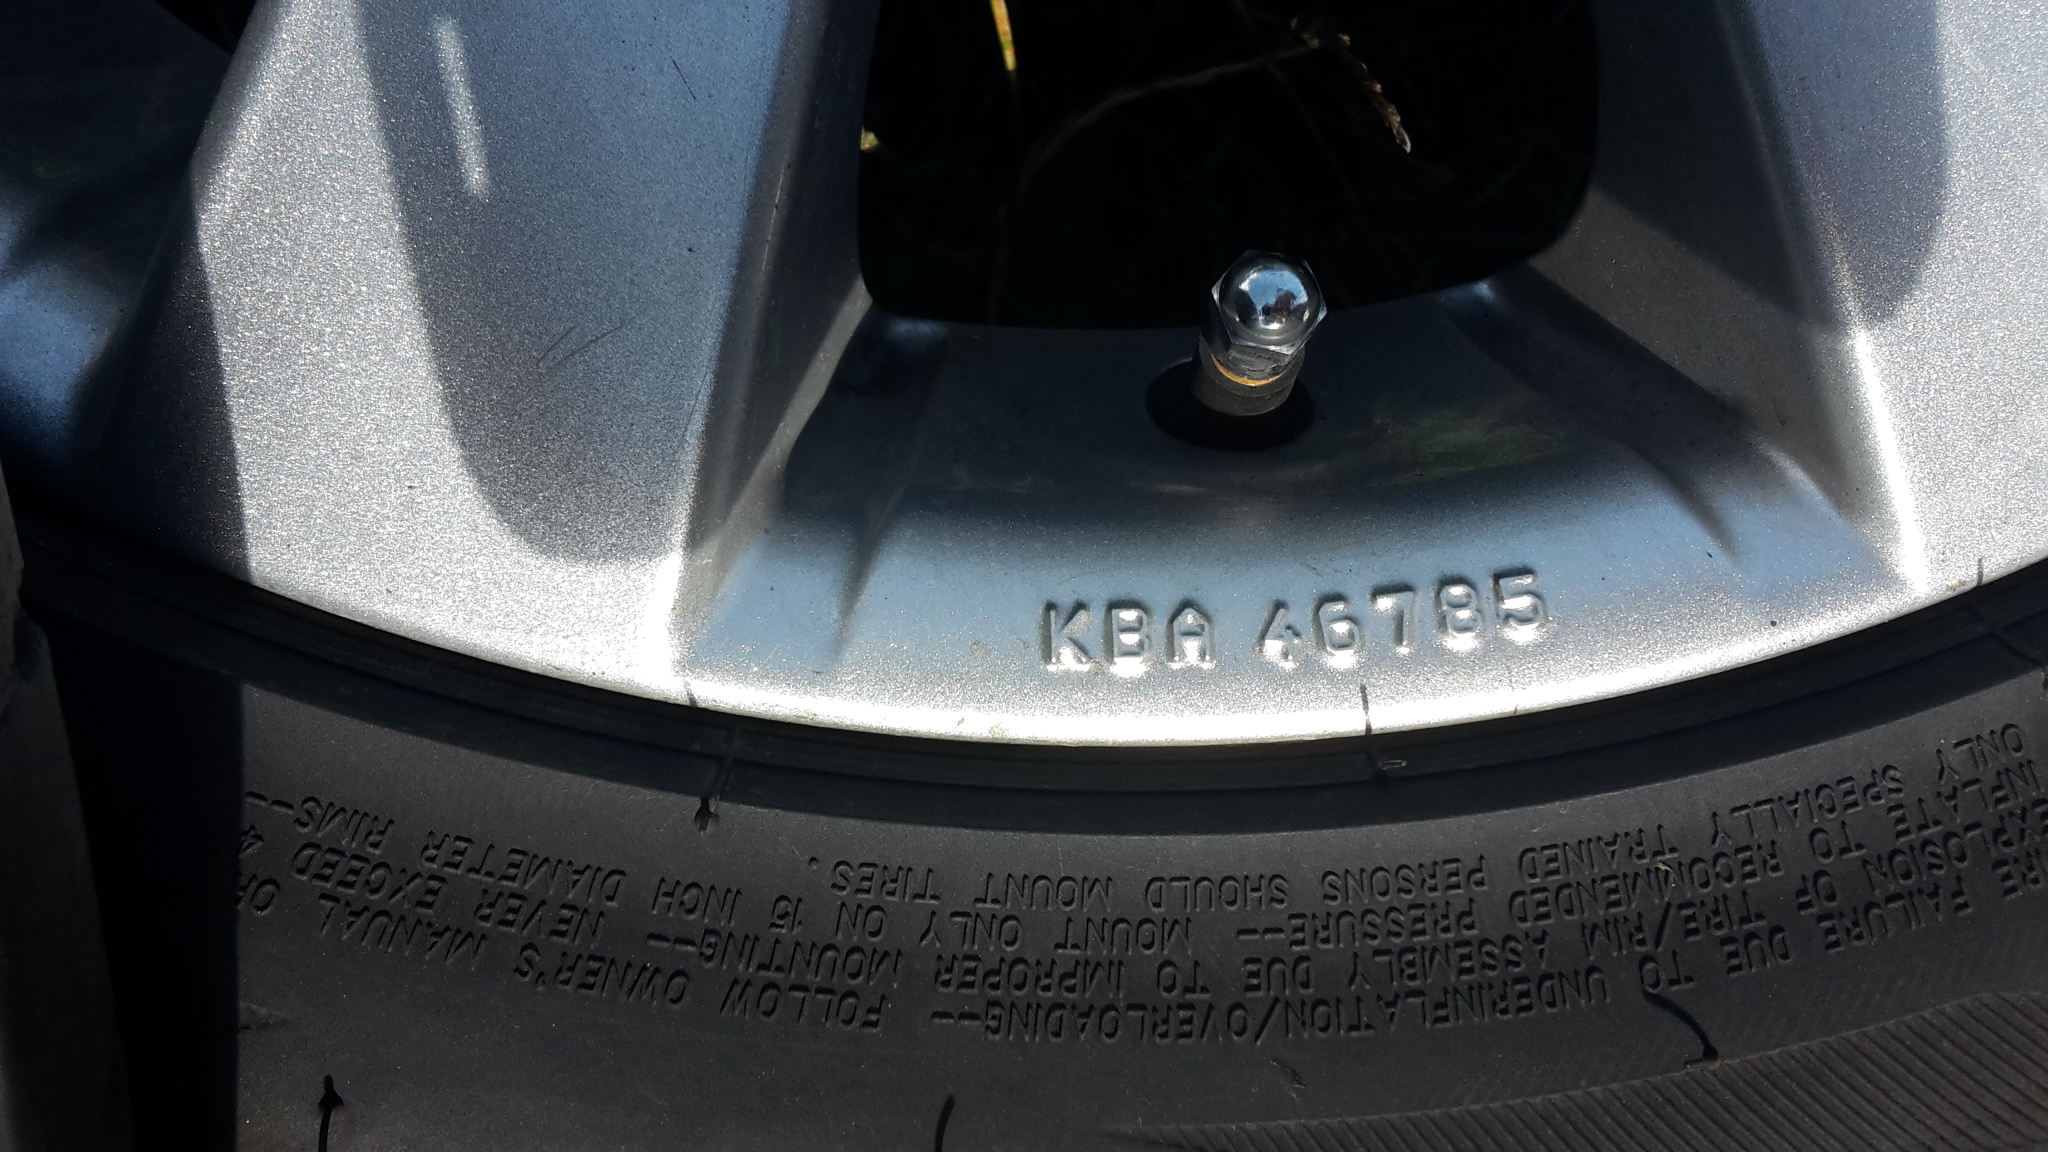 KBA 46785
FAILURE DUE TO UNDERINFLATION/OVERLOADING-- FOLLOW OWNER'S MANUAL OR
EXPLOSION OF TIRE/RIM ASSEMBLY DUE TO IMPROPER MOUNTING-- NEVER EXCEED 40
INFLATE TO RECOMMENDED PRESSURE-- MOUNT ONLY ON 15 INCH DIAMETER RIMS--
ONLY SPECIALLY TRAINED PERSONS SHOULD MOUNT TIRES.